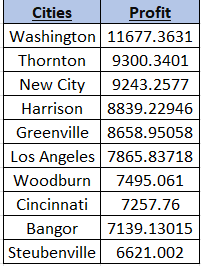 Cities Profit
Washington 11677.3631
Thornton 9300.3401
New City 9243.2577
Harrison 8839.22946
Greenville 8658.95058
Los Angeles 7865.83718
Woodburn 7495.061
Cincinnati 7257.76
Bangor 7139.13015
Steubenville 6621.002